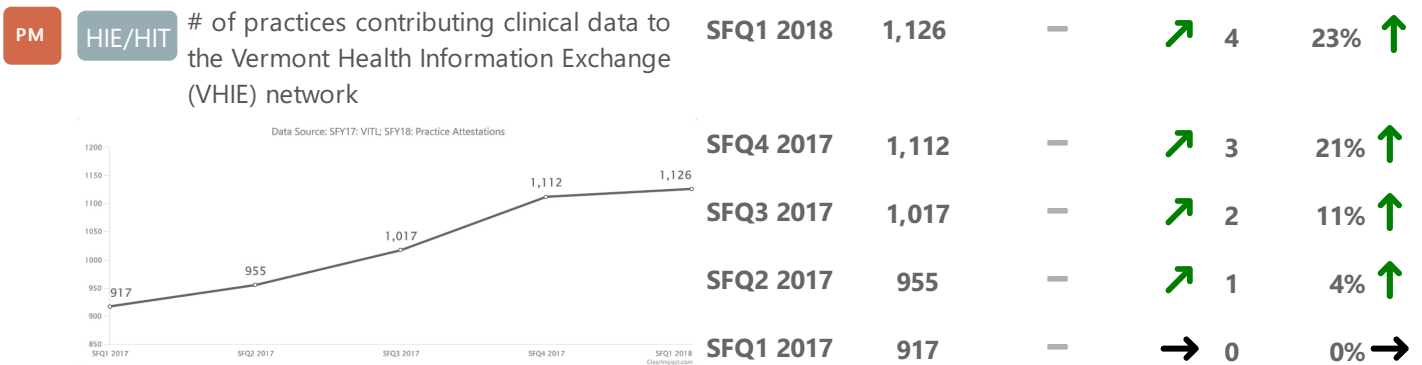 PM
HIE/HIT
# of practices contributing clinical data to
the Vermont Health Information Exchange
(VHIE) network
SFQ1 2018 1,126 – 4 23%
Data Source: SFY17: VITL; SFY18: Practice Attestations
1200
1150
1100
1050
1000
950
900
850
917
955
1,017
1,112
1,126
SFQ1 2017
SFQ2 2017
SFQ3 2017
SFQ4 2017
SFQ1 2018
ClearImpact.com
SFQ4 2017 1,112 – 3 21%
SFQ3 2017 1,017 – 2 11%
SFQ2 2017 955 – 1 4%
SFQ1 2017 917 – 0 0%